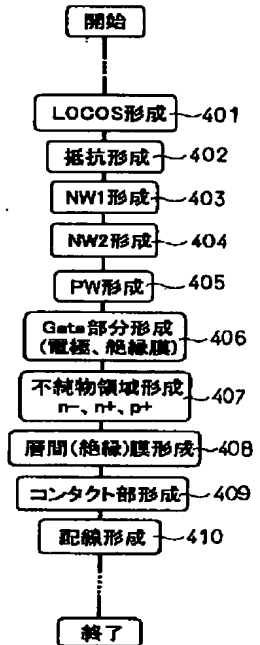 開始
LOCOS形成 401
抵抗形成 402
NW1形成 403
NW2形成 404
PW形成 405
Gate部分形成
(電極、絶縁膜) 406
不純物領域形成
n-、n+、p+ 407
層間(絶縁)膜形成 408
コンタクト部形成 409
配線形成 410
終了